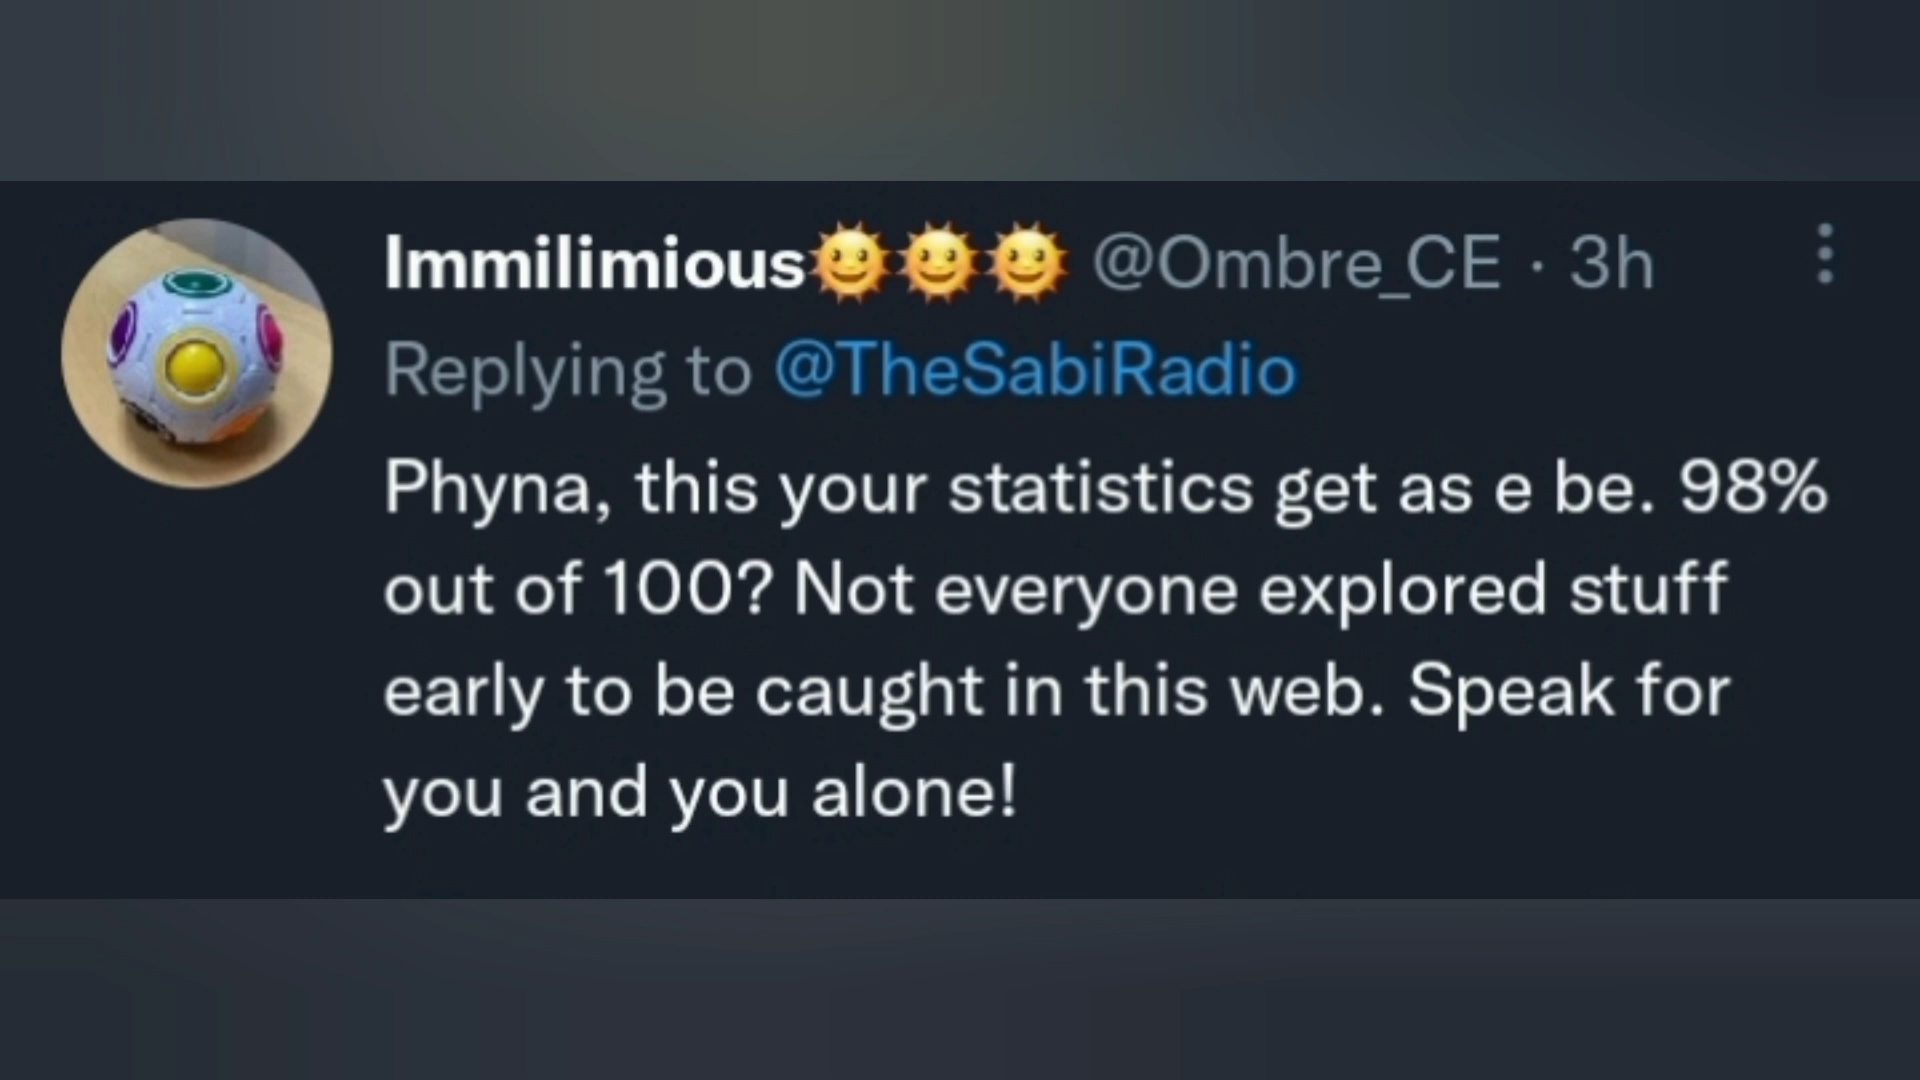 Immilimious🌞🌞🌞 @Ombre_CE · 3h
Replying to @TheSabiRadio
Phyna, this your statistics get as e be. 98%
out of 100? Not everyone explored stuff
early to be caught in this web. Speak for
you and you alone!